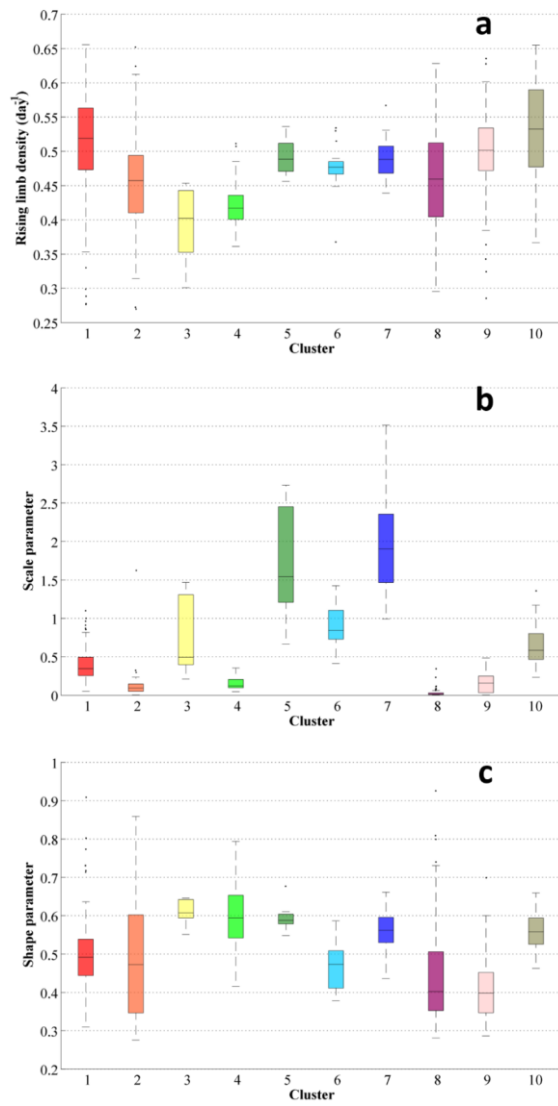 a
0.7
0.65
0.6
0.55
0.5
0.45
0.4
0.35
0.3
0.25
Rising limb density (day⁻¹)
1 2 3 4 5 6 7 8 9 10
Cluster
b
4
3.5
3
2.5
2
1.5
1
0.5
0
Scale parameter
1 2 3 4 5 6 7 8 9 10
Cluster
c
1
0.9
0.8
0.7
0.6
0.5
0.4
0.3
0.2
Shape parameter
1 2 3 4 5 6 7 8 9 10
Cluster